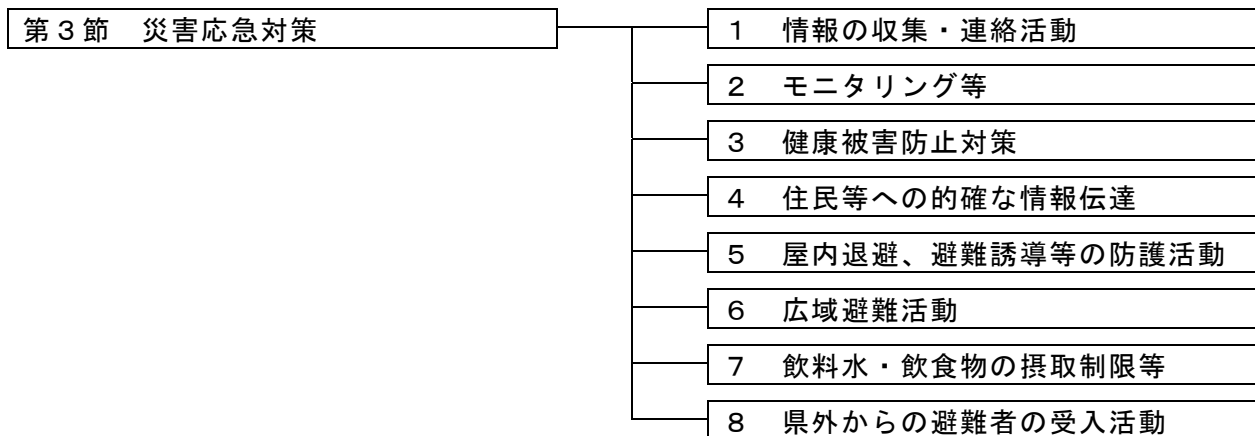 第３節　災害応急対策
１　情報の収集・連絡活動
２　モニタリング等
３　健康被害防止対策
４　住民等への的確な情報伝達
５　屋内退避、避難誘導等の防護活動
６　広域避難活動
７　飲料水・飲食物の摂取制限等
８　県外からの避難者の受入活動